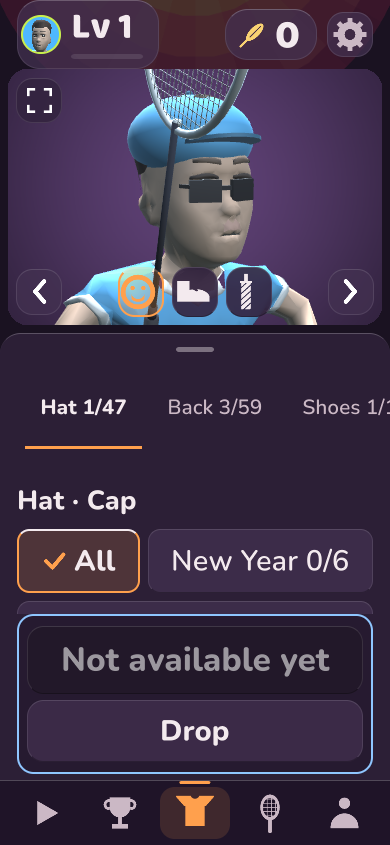 Lv 1
0
Hat 1/47
Back 3/59
Shoes 1/1
Hat · Cap
All
New Year 0/6
Not available yet
Drop